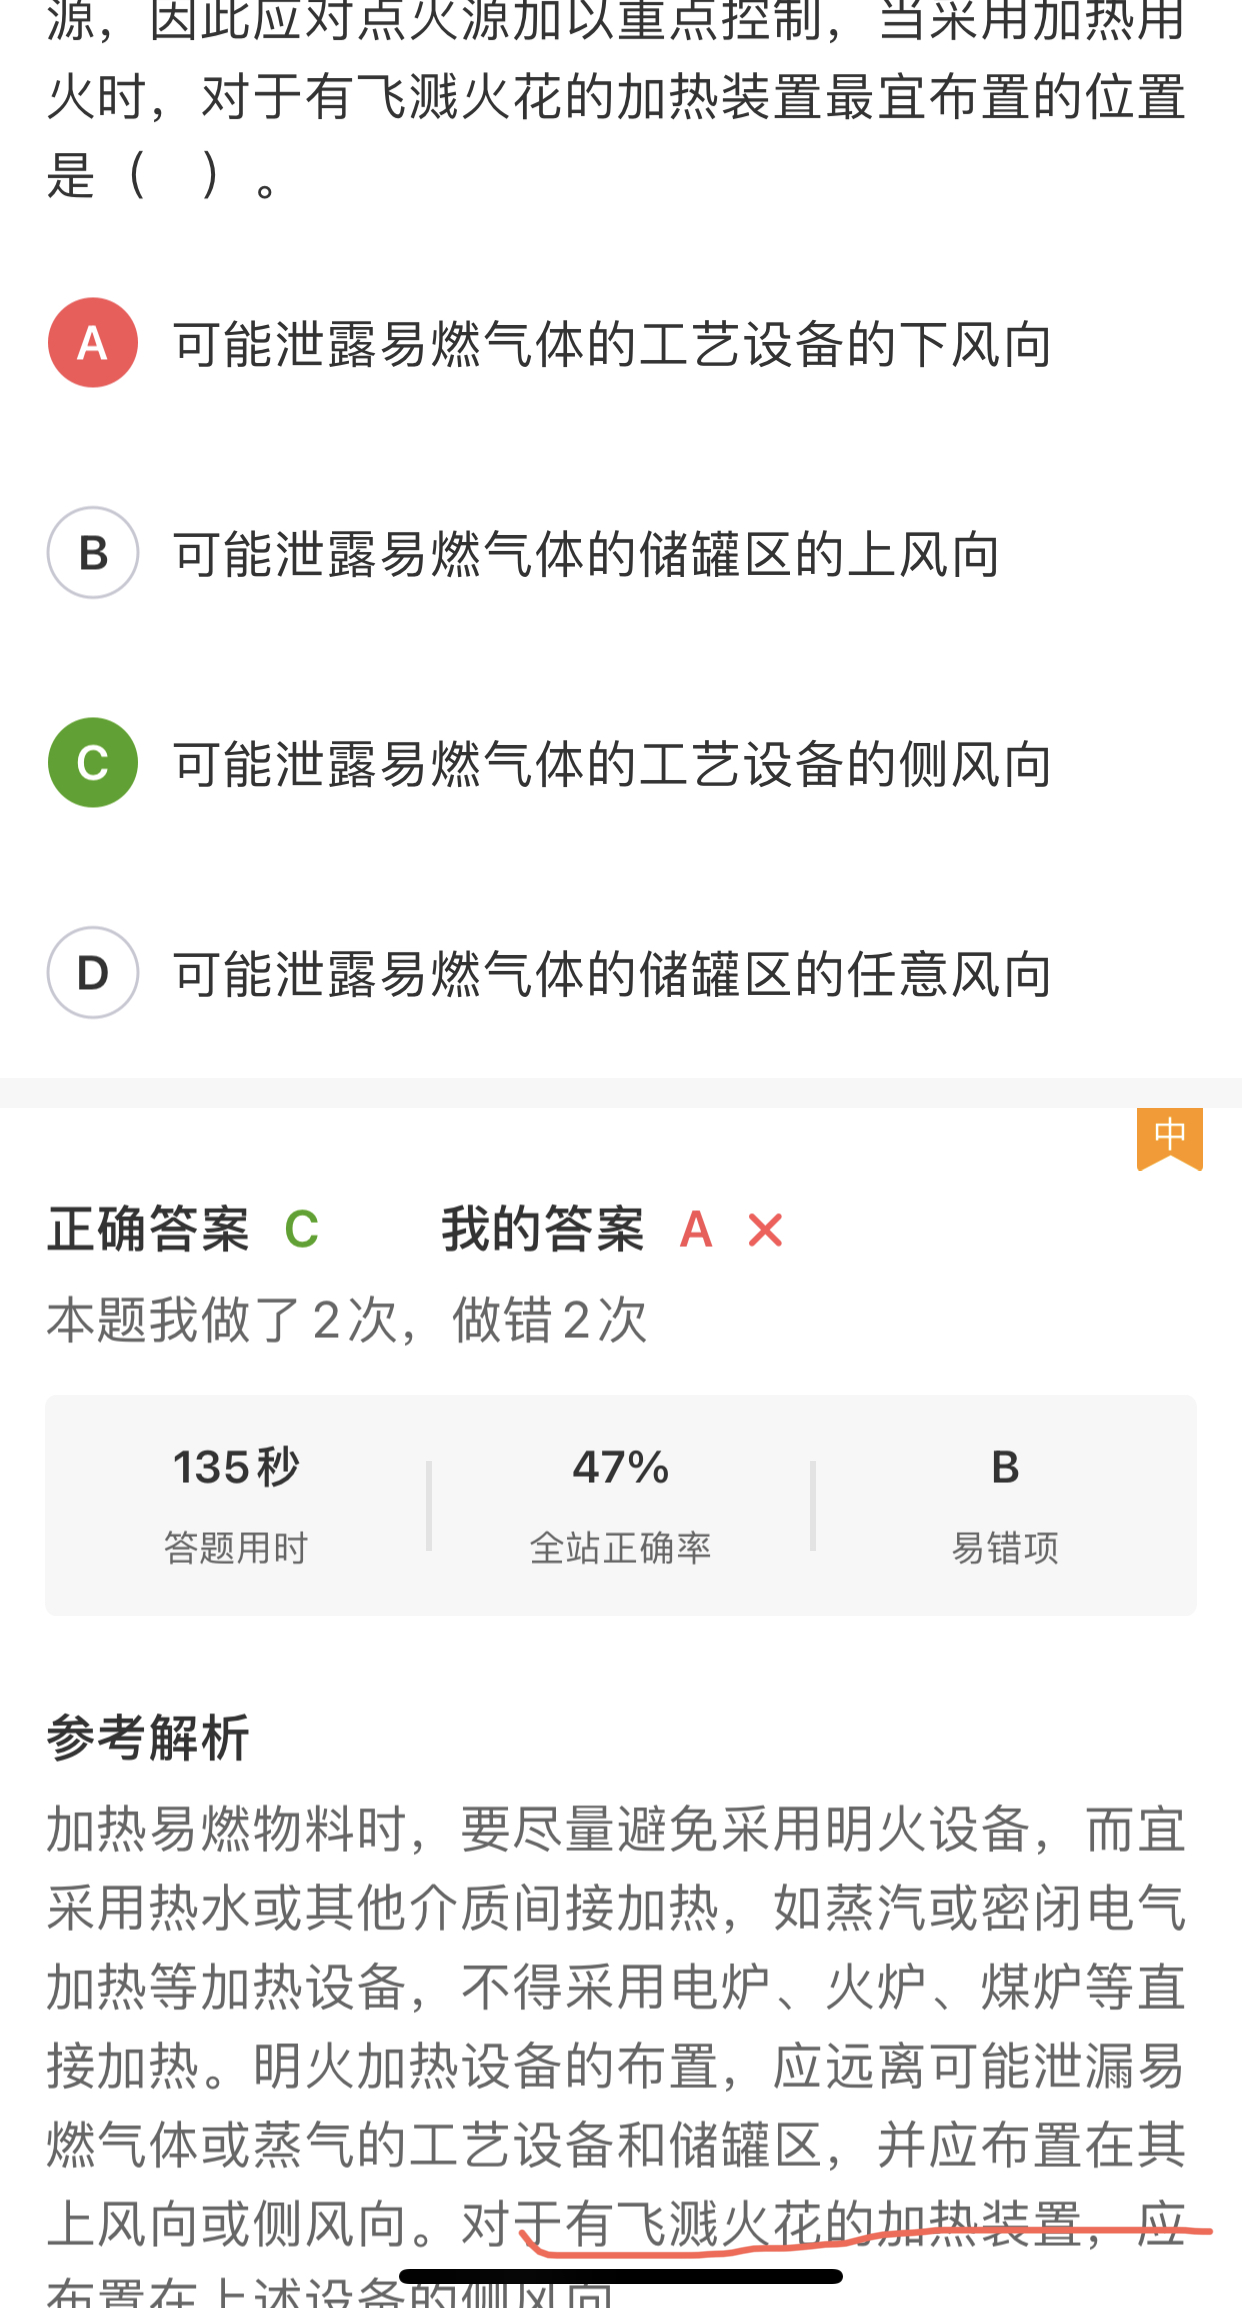 源，因此应对点火源加以重点控制，当采用加热用
火时，对于有飞溅火花的加热装置最宜布置的位置
是（ ）。
A 可能泄露易燃气体的工艺设备的下风向
B 可能泄露易燃气体的储罐区的上风向
C 可能泄露易燃气体的工艺设备的侧风向
D 可能泄露易燃气体的储罐区的任意风向
中
正确答案 C 我的答案 A ×
本题我做了2次，做错2次
135秒 47% B
答题用时 全站正确率 易错项
参考解析
加热易燃物料时，要尽量避免采用明火设备，而宜
采用热水或其他介质间接加热，如蒸汽或密闭电气
加热等加热设备，不得采用电炉、火炉、煤炉等直
接加热。明火加热设备的布置，应远离可能泄漏易
燃气体或蒸气的工艺设备和储罐区，并应布置在其
上风向或侧风向。对于有飞溅火花的加热装置，应
布置在上述设备的侧风向